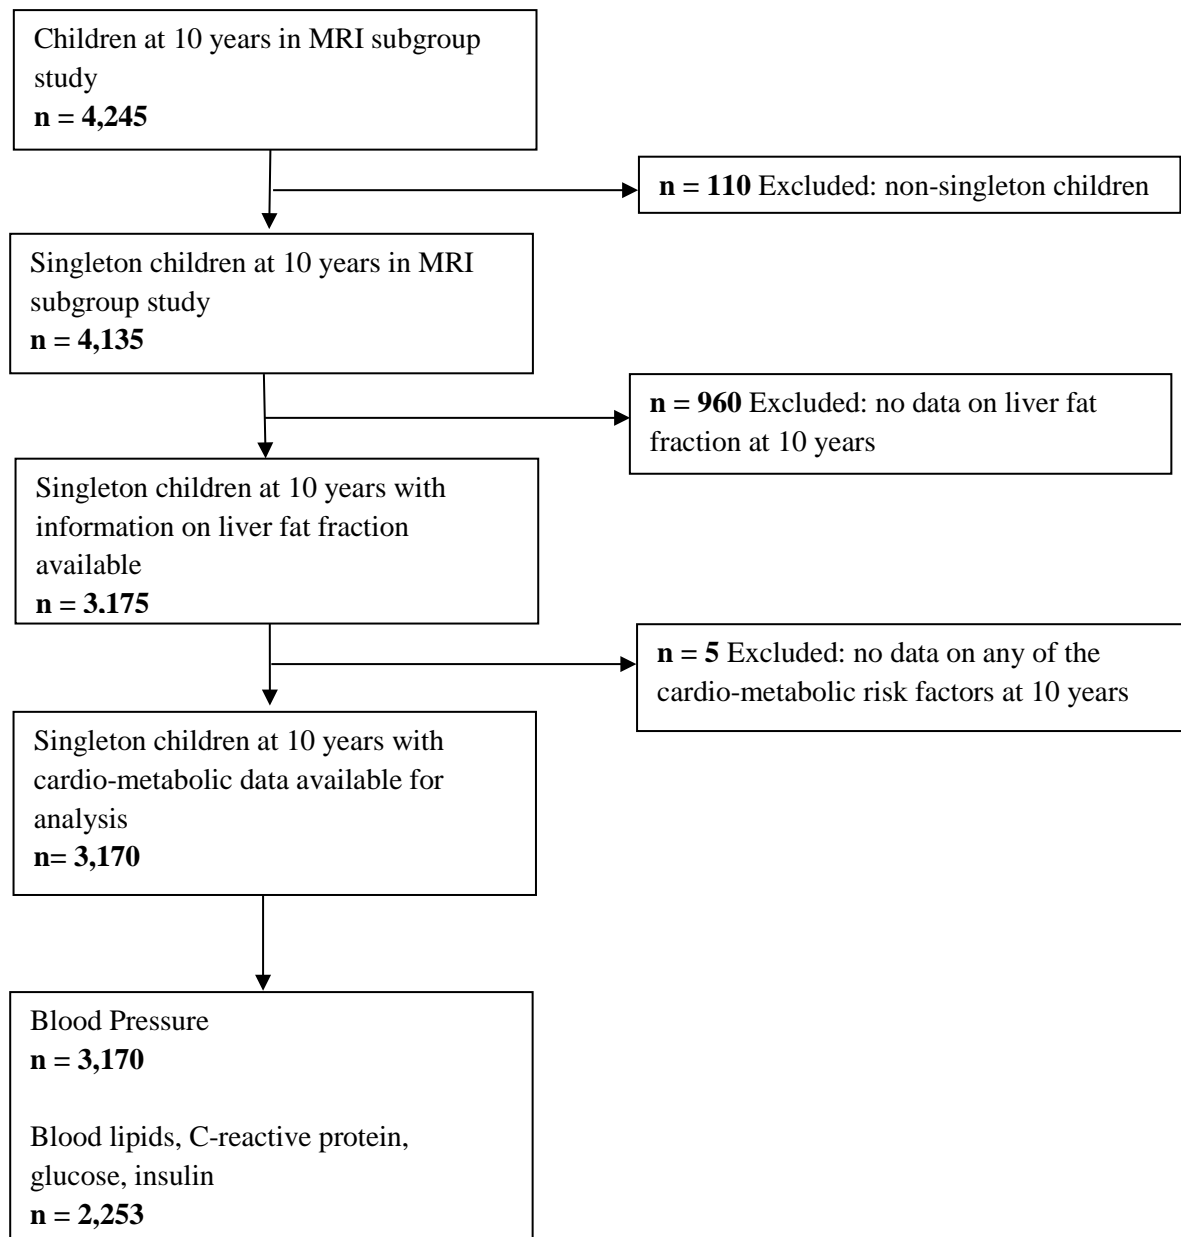 Children at 10 years in MRI subgroup
study
n = 4,245
n = 110 Excluded: non-singleton children
Singleton children at 10 years in MRI
subgroup study
n = 4,135
n = 960 Excluded: no data on liver fat
fraction at 10 years
Singleton children at 10 years with
information on liver fat fraction
available
n = 3,175
n = 5 Excluded: no data on any of the
cardio-metabolic risk factors at 10 years
Singleton children at 10 years with
cardio-metabolic data available for
analysis
n= 3,170
Blood Pressure
n = 3,170
Blood lipids, C-reactive protein,
glucose, insulin
n = 2,253